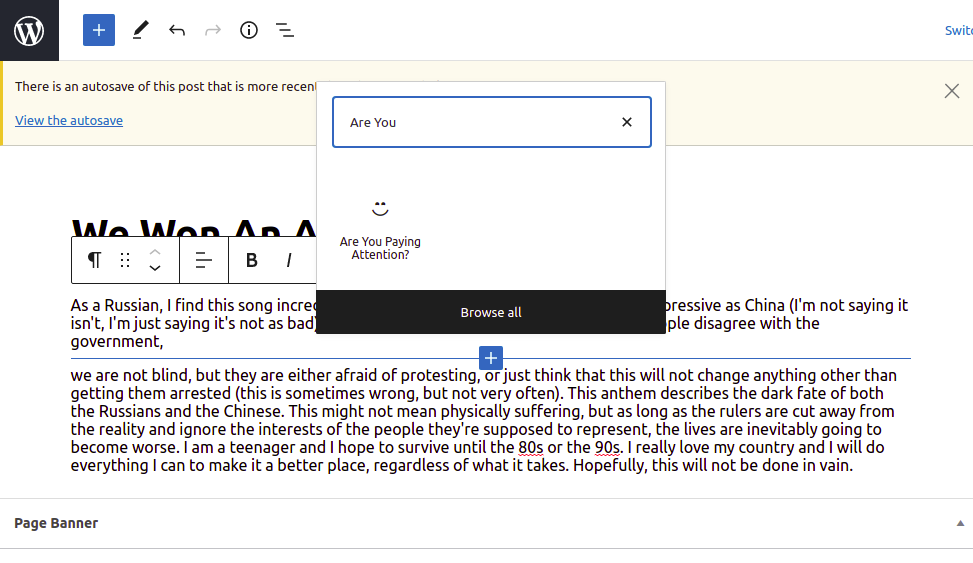 Switc
There is an autosave of this post that is more recent
View the autosave
Are You
Are You Paying
Attention?
Browse all
We Won An A
B I
As a Russian, I find this song incre
pressive as China (I'm not saying it
isn't, I'm just saying it's not as bad)
ple disagree with the
government,
we are not blind, but they are either afraid of protesting, or just think that this will not change anything other than
getting them arrested (this is sometimes wrong, but not very often). This anthem describes the dark fate of both
the Russians and the Chinese. This might not mean physically suffering, but as long as the rulers are cut away from
the reality and ignore the interests of the people they're supposed to represent, the lives are inevitably going to
become worse. I am a teenager and I hope to survive until the 80s or the 90s. I really love my country and I will do
everything I can to make it a better place, regardless of what it takes. Hopefully, this will not be done in vain.
Page Banner